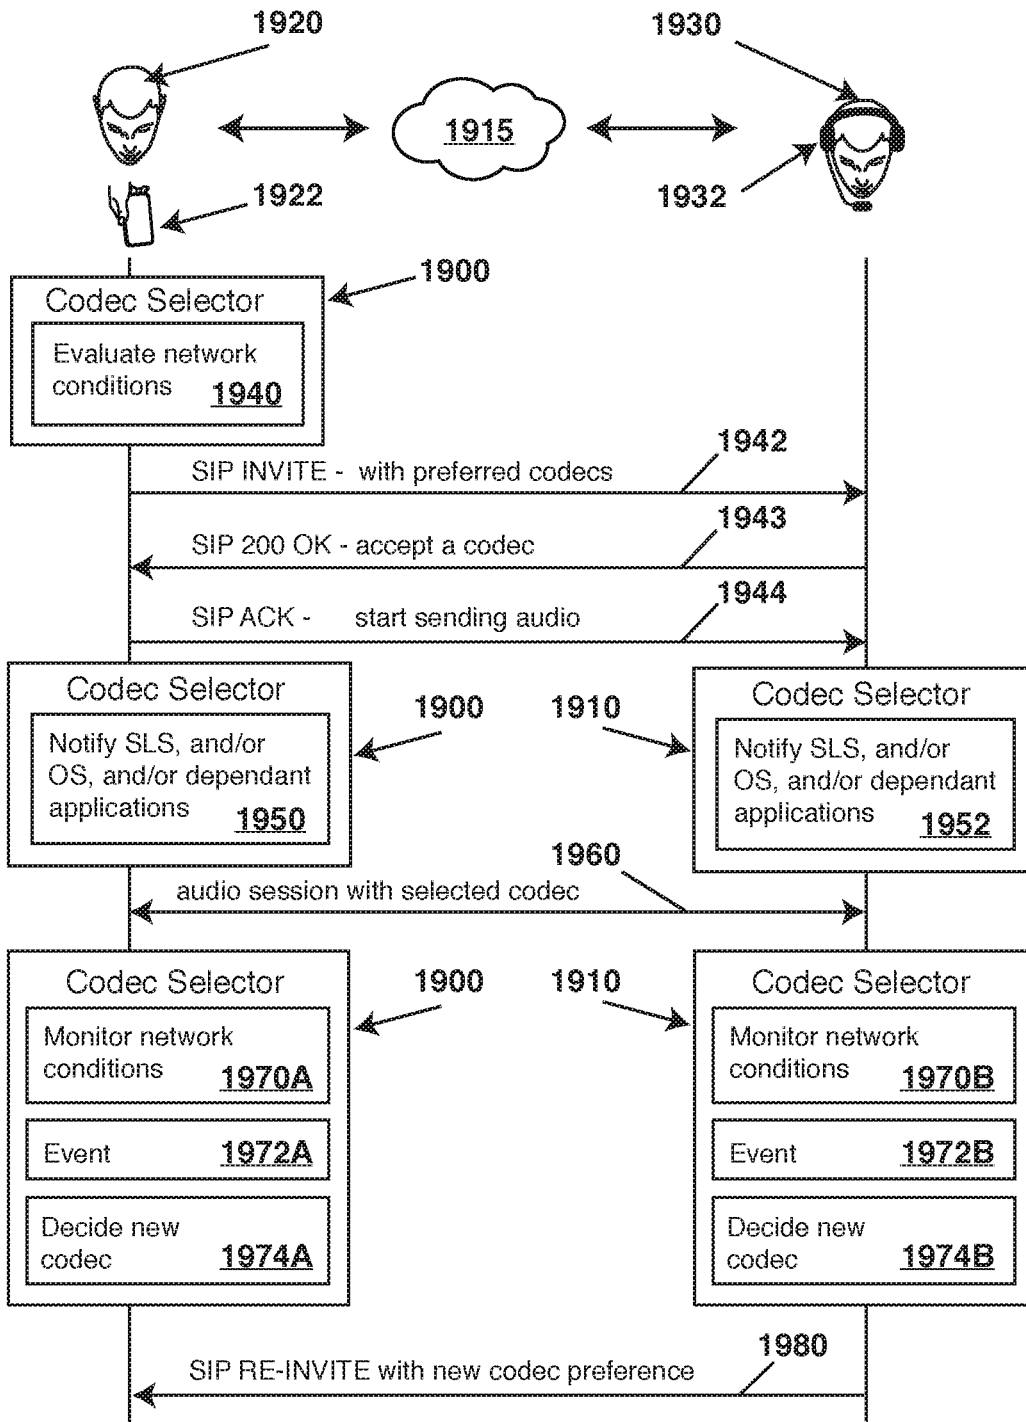 1920
1930
1915
1922
1932
1900
Codec Selector
Evaluate network
conditions
1940
1942
SIP INVITE - with preferred codecs
1943
SIP 200 OK - accept a codec
1944
SIP ACK - start sending audio
Codec Selector
Notify SLS, and/or
OS, and/or dependant
applications
1950
1900
1910
Codec Selector
Notify SLS, and/or
OS, and/or dependant
applications
1952
1960
audio session with selected codec
Codec Selector
Monitor network
conditions
1970A
Event
1972A
Decide new
codec
1974A
1900
1910
Codec Selector
Monitor network
conditions
1970B
Event
1972B
Decide new
codec
1974B
1980
SIP RE-INVITE with new codec preference